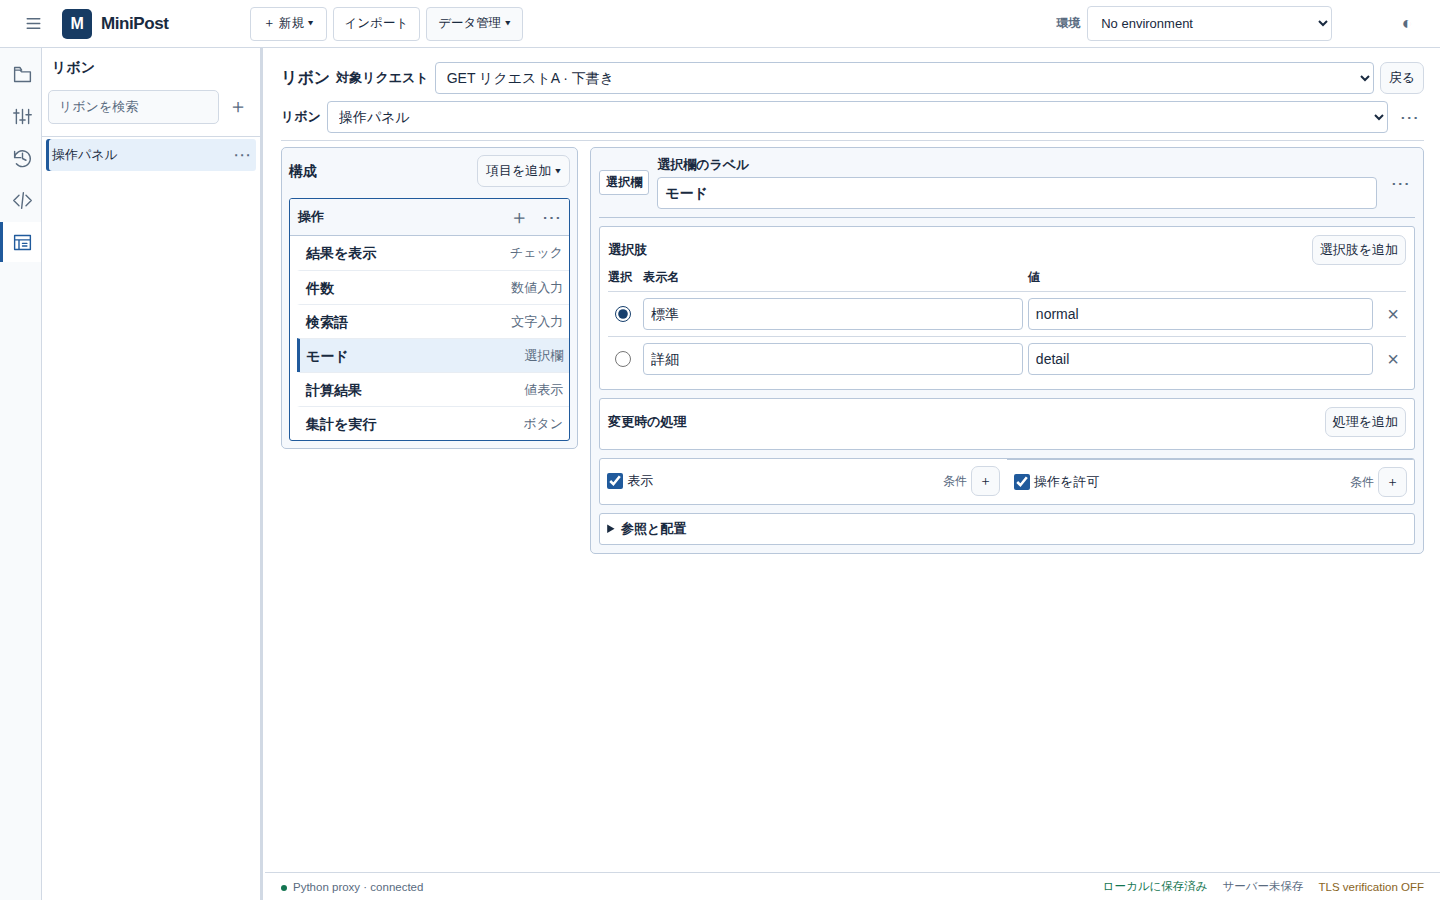 M MiniPost ＋ 新規 ▾ インポート データ管理 ▾ 環境 No environment
リボン
リボンを検索 ＋
操作パネル …
リボン 対象リクエスト GET リクエストA · 下書き 戻る
リボン 操作パネル …
構成 項目を追加 ▾
操作 ＋ …
結果を表示 チェック
件数 数値入力
検索語 文字入力
モード 選択欄
計算結果 値表示
集計を実行 ボタン
選択欄 選択欄のラベル …
モード
選択肢 選択肢を追加
選択 表示名 値
標準 normal ×
詳細 detail ×
変更時の処理 処理を追加
表示 条件 ＋ 操作を許可 条件 ＋
▶ 参照と配置
Python proxy · connected ローカルに保存済み サーバー未保存 TLS verification OFF